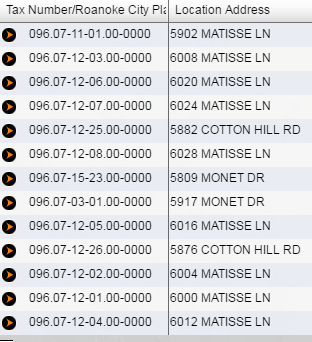 Tax Number/Roanoke City Pla Location Address
096.07-11-01.00-0000 5902 MATISSE LN
096.07-12-03.00-0000 6008 MATISSE LN
096.07-12-06.00-0000 6020 MATISSE LN
096.07-12-07.00-0000 6024 MATISSE LN
096.07-12-25.00-0000 5882 COTTON HILL RD
096.07-12-08.00-0000 6028 MATISSE LN
096.07-15-23.00-0000 5809 MONET DR
096.07-03-01.00-0000 5917 MONET DR
096.07-12-05.00-0000 6016 MATISSE LN
096.07-12-26.00-0000 5876 COTTON HILL RD
096.07-12-02.00-0000 6004 MATISSE LN
096.07-12-01.00-0000 6000 MATISSE LN
096.07-12-04.00-0000 6012 MATISSE LN